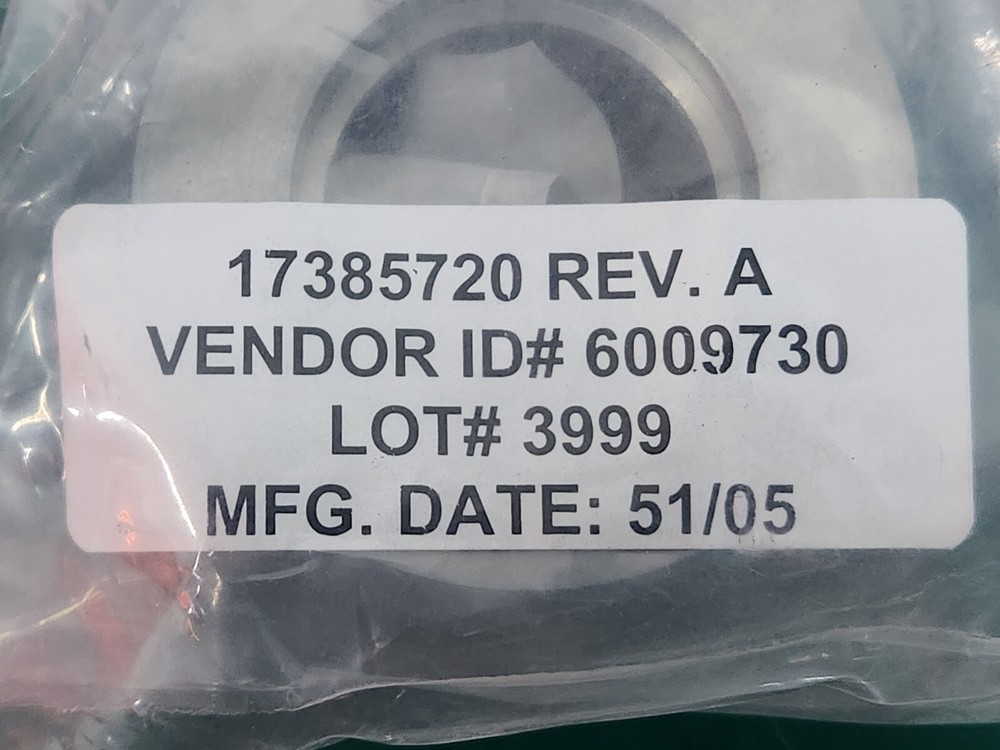 17385720 REV. A
VENDOR ID# 6009730
LOT# 3999
MFG. DATE: 51/05